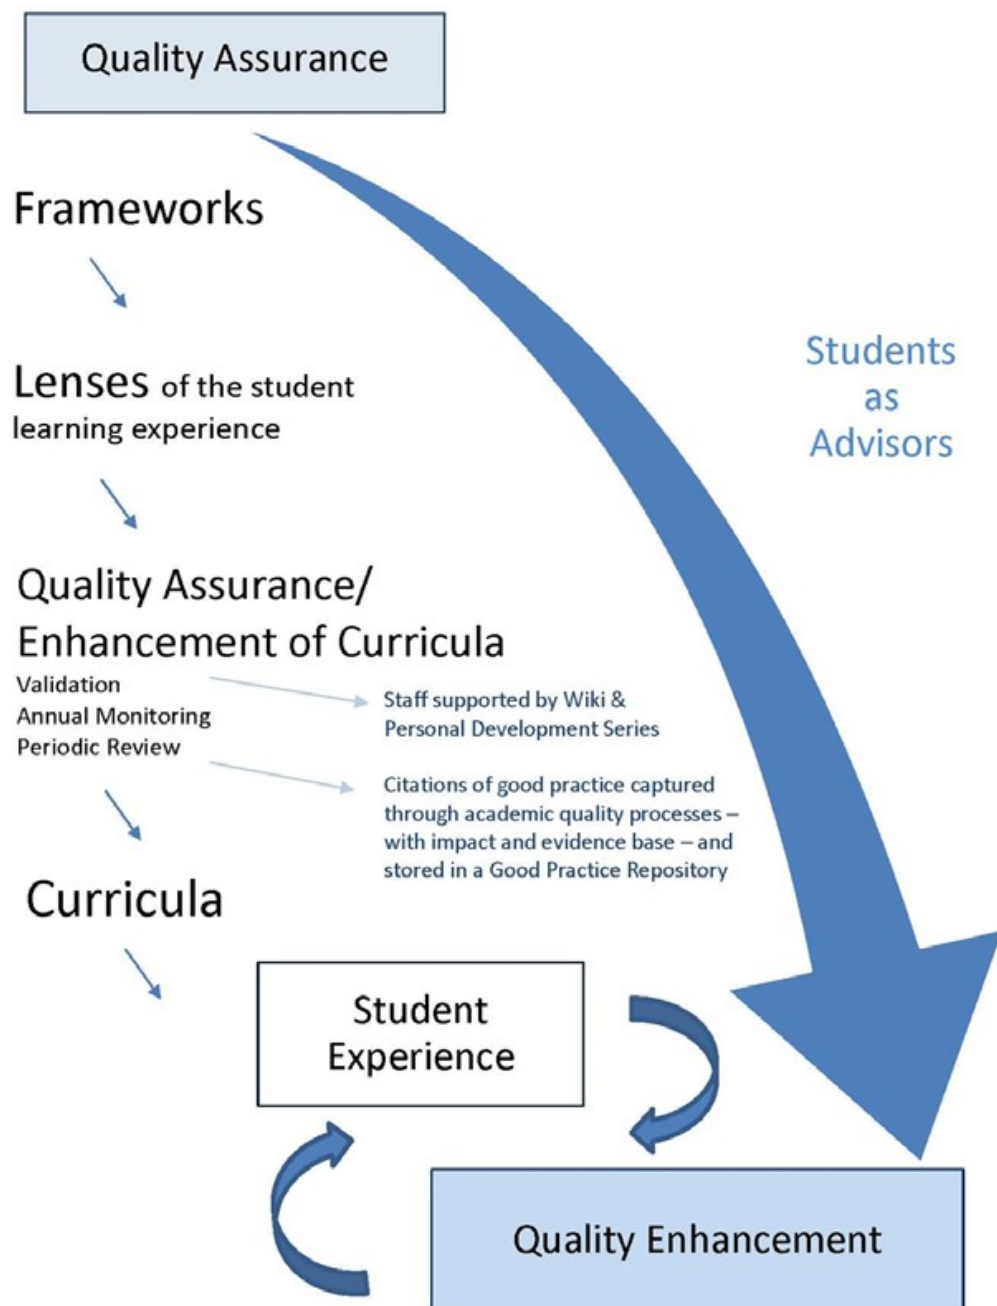 Quality Assurance
Frameworks
Lenses of the student
learning experience
Students
as
Advisors
Quality Assurance/
Enhancement of Curricula
Validation
Annual Monitoring
Periodic Review
Staff supported by Wiki &
Personal Development Series
Citations of good practice captured
through academic quality processes –
with impact and evidence base – and
stored in a Good Practice Repository
Curricula
Student
Experience
Quality Enhancement